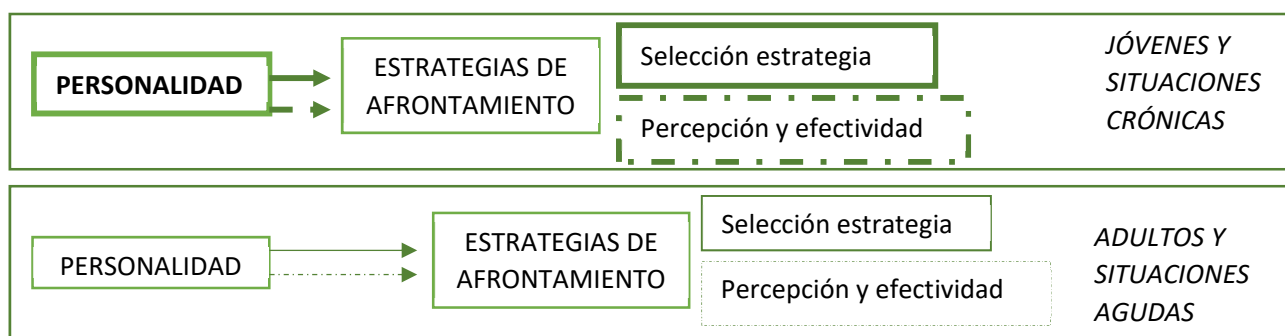 PERSONALIDAD
ESTRATEGIAS DE
AFRONTAMIENTO
Selección estrategia
Percepción y efectividad
JÓVENES Y
SITUACIONES
CRÓNICAS
PERSONALIDAD
ESTRATEGIAS DE
AFRONTAMIENTO
Selección estrategia
Percepción y efectividad
ADULTOS Y
SITUACIONES
AGUDAS